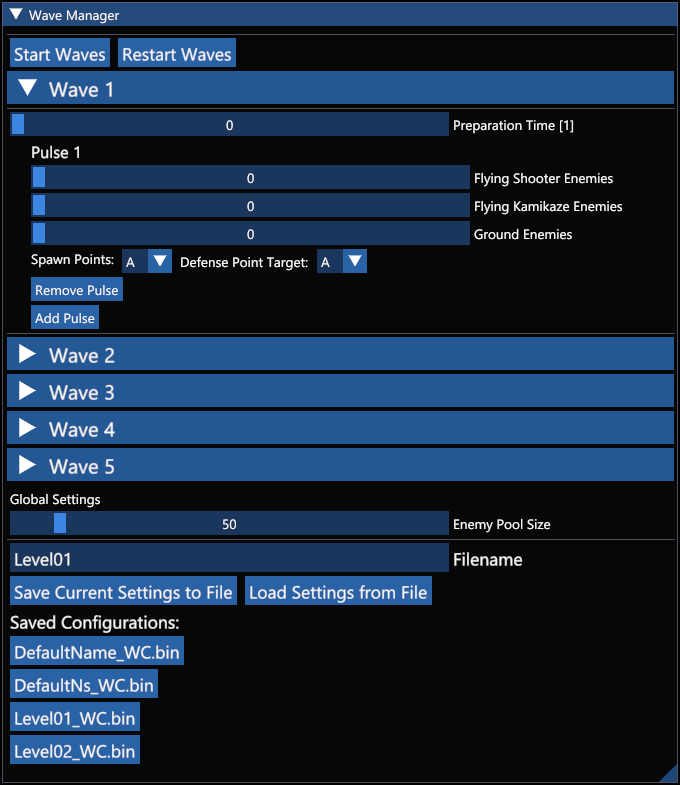 Wave Manager
Start Waves Restart Waves
Wave 1
0 Preparation Time [1]
Pulse 1
0 Flying Shooter Enemies
0 Flying Kamikaze Enemies
0 Ground Enemies
Spawn Points: A Defense Point Target: A
Remove Pulse
Add Pulse
Wave 2
Wave 3
Wave 4
Wave 5
Global Settings
50 Enemy Pool Size
Level01 Filename
Save Current Settings to File Load Settings from File
Saved Configurations:
DefaultName_WC.bin
DefaultNs_WC.bin
Level01_WC.bin
Level02_WC.bin